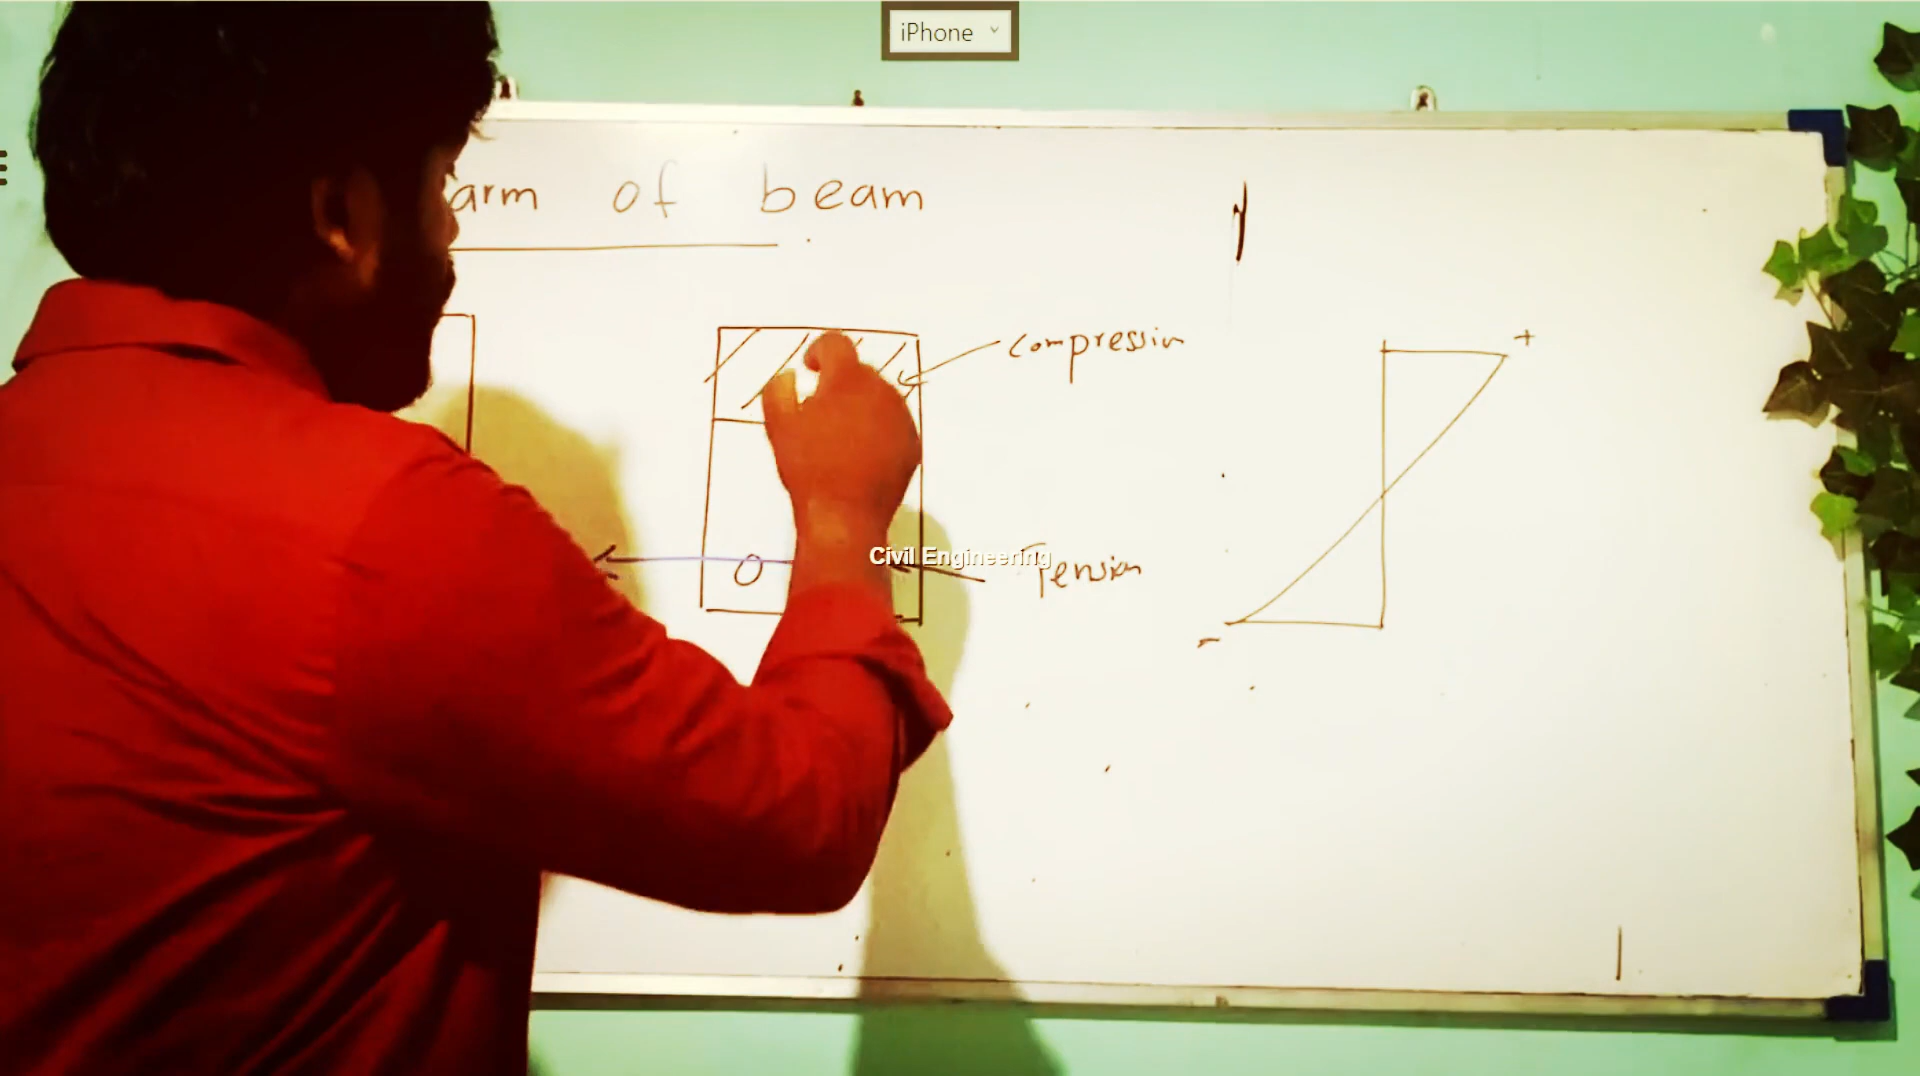 iPhone
arm of beam
compressin
+
Civil Engineering
Tension
O
-